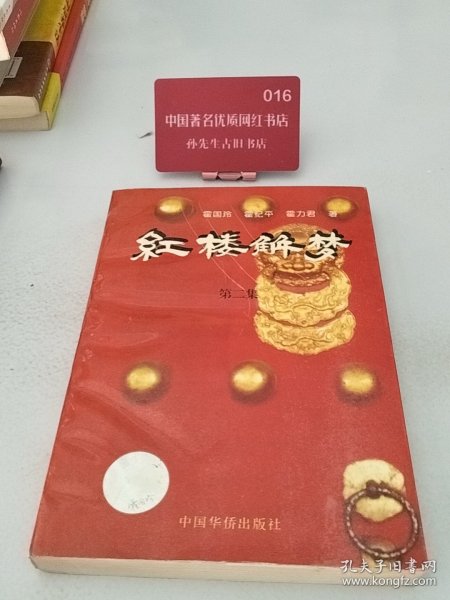 016
中国著名优质网红书店
孙先生古旧书店
霍国玲 霍纪平 霍力君 著
红楼解梦
第二集
中国华侨出版社
孔夫子旧书网
www.kongfz.com